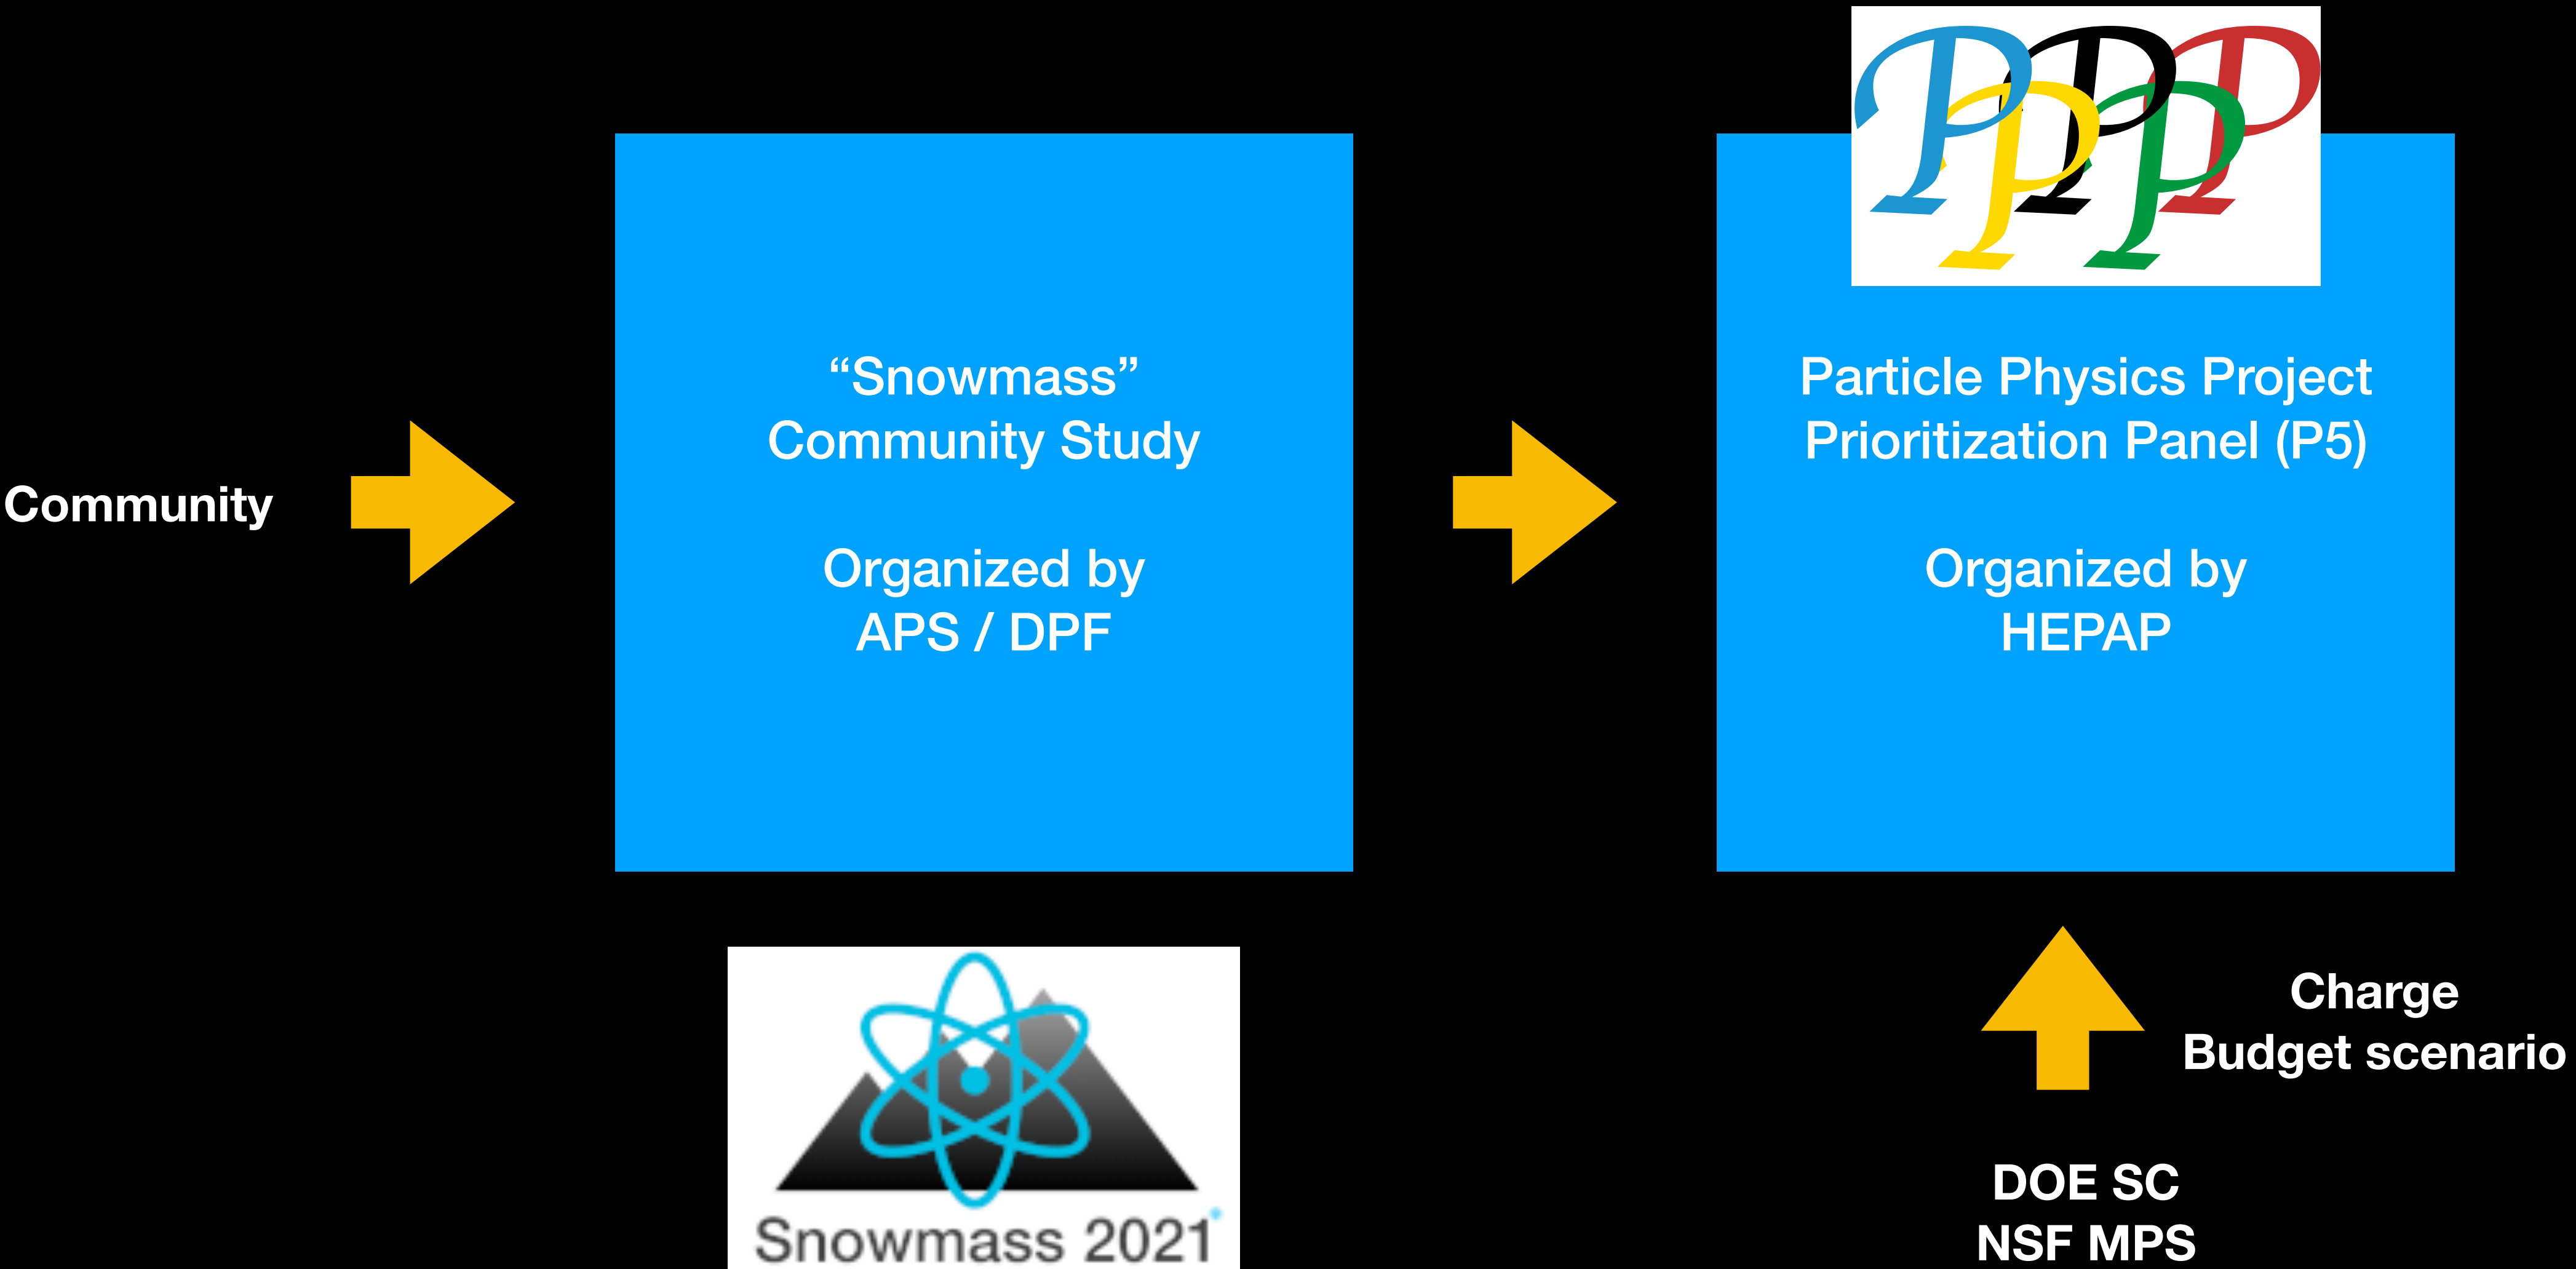 PPPPP
Community
“Snowmass”
Community Study
Organized by
APS / DPF
Particle Physics Project
Prioritization Panel (P5)
Organized by
HEPAP
Snowmass 2021
Charge
Budget scenario
DOE SC
NSF MPS